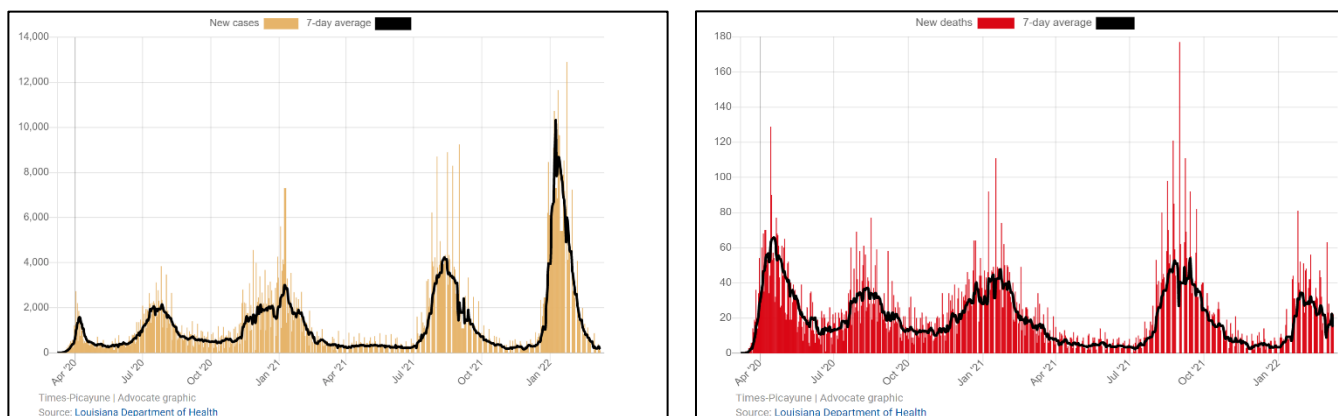 New cases 7-day average
14,000
12,000
10,000
8,000
6,000
4,000
2,000
0
Apr '20 Jul '20 Oct '20 Jan '21 Apr '21 Jul '21 Oct '21 Jan '22
Times-Picayune | Advocate graphic
Source: Louisiana Department of Health
New deaths 7-day average
180
160
140
120
100
80
60
40
20
0
Apr '20 Jul '20 Oct '20 Jan '21 Apr '21 Jul '21 Oct '21 Jan '22
Times-Picayune | Advocate graphic
Source: Louisiana Department of Health